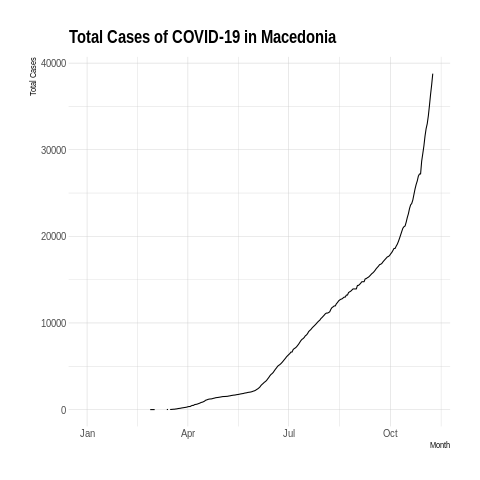 Total Cases of COVID-19 in Macedonia
Total Cases
40000
30000
20000
10000
0
Jan Apr Jul Oct
Month